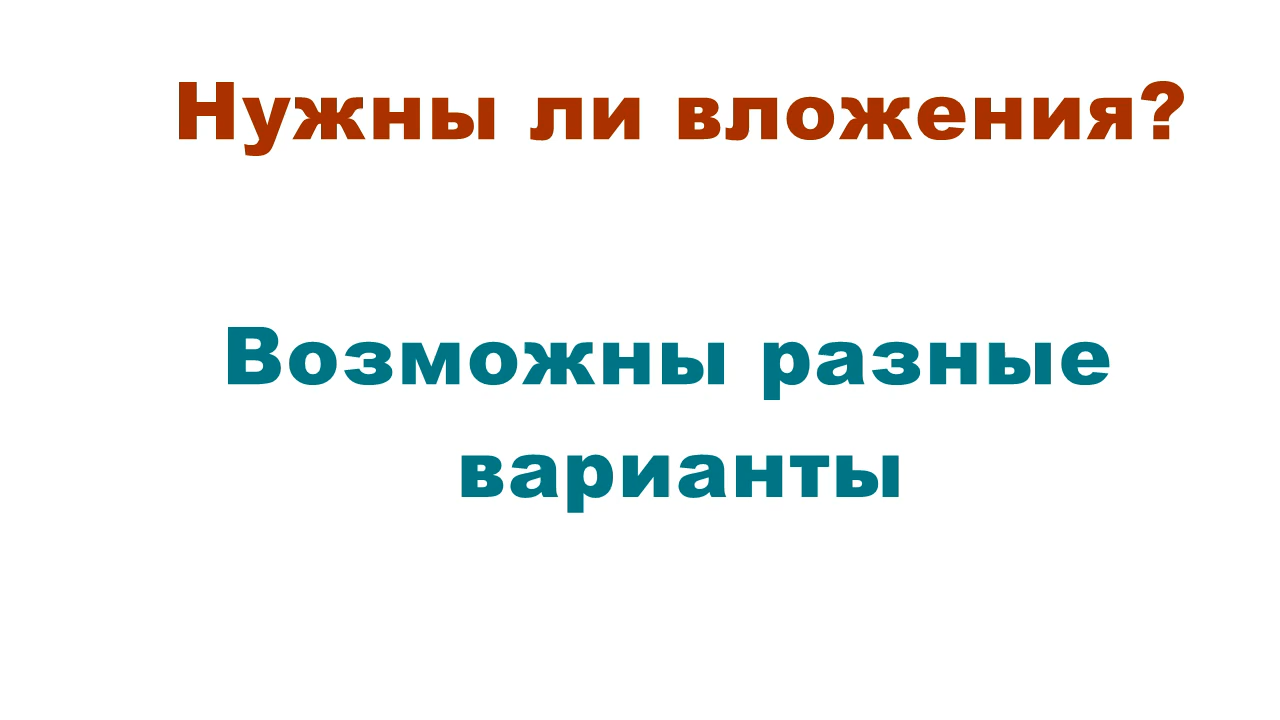 Нужны ли вложения?
Возможны разные
варианты